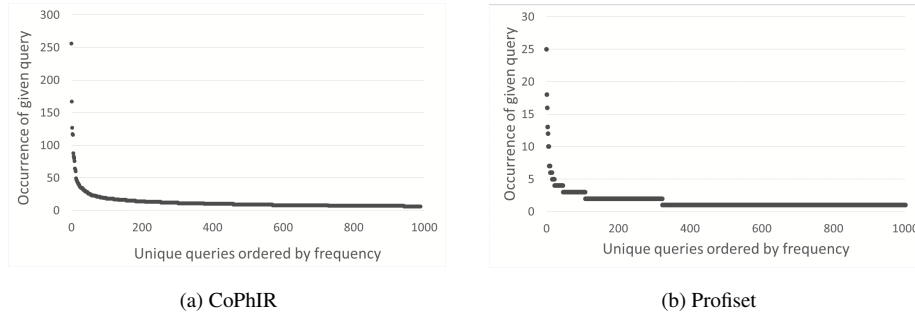 300
250
200
150
100
50
0
Occurrence of given query
0 200 400 600 800 1000
Unique queries ordered by frequency
(a) CoPhIR
30
25
20
15
10
5
0
Occurrence of given query
0 200 400 600 800 1000
Unique queries ordered by frequency
(b) Profiset